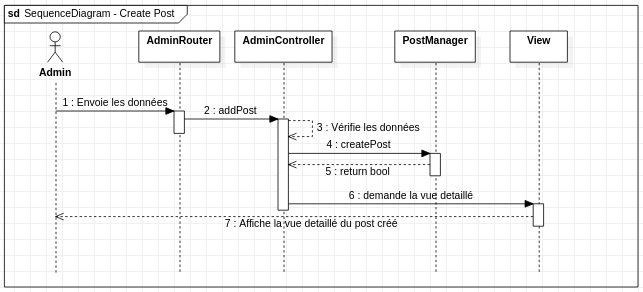 sd SequenceDiagram - Create Post
Admin
AdminRouter
AdminController
PostManager
View
1 : Envoie les données
2 : addPost
3 : Vérifie les données
4 : createPost
5 : return bool
6 : demande la vue detaillé
7 : Affiche la vue detaillé du post créé